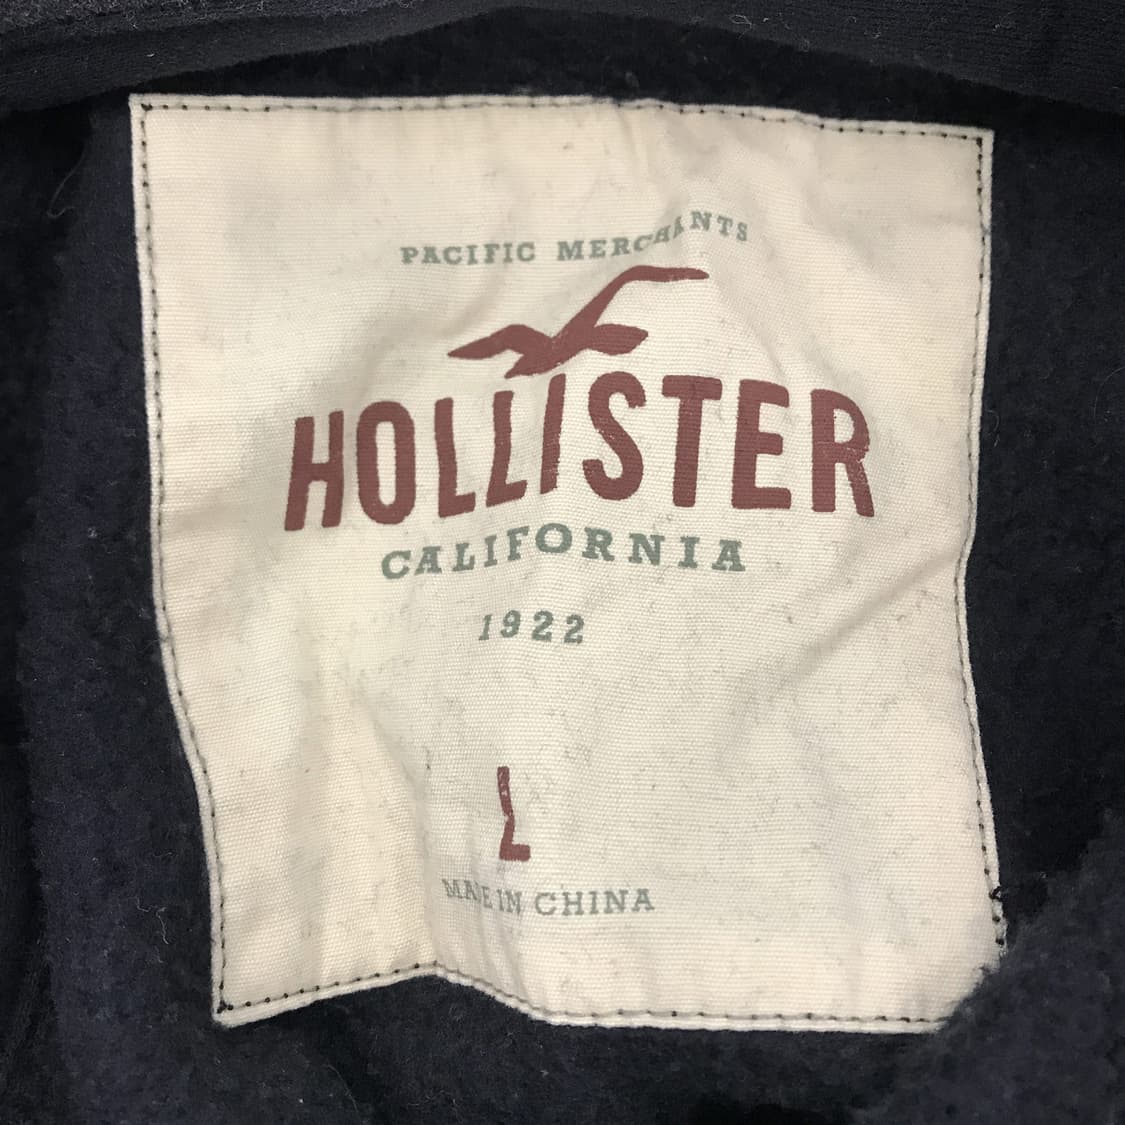 PACIFIC MERCHANTS
HOLLISTER
CALIFORNIA
1922
L
MADE IN CHINA